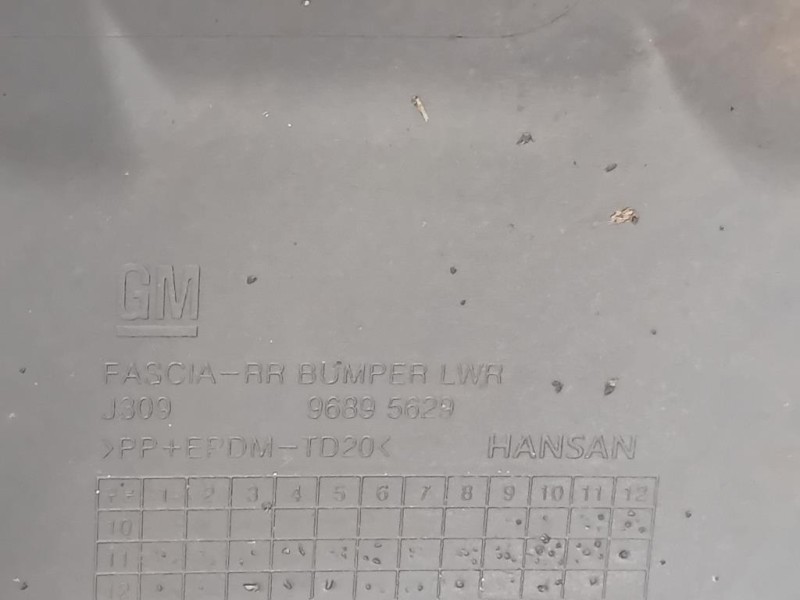 GM
FASCIA-RR BUMPER LWR
J309 9689 5629
>PP+EPDM-TD20< HANSAN
1 2 3 4 5 6 7 8 9 10 11 12
10
11
12